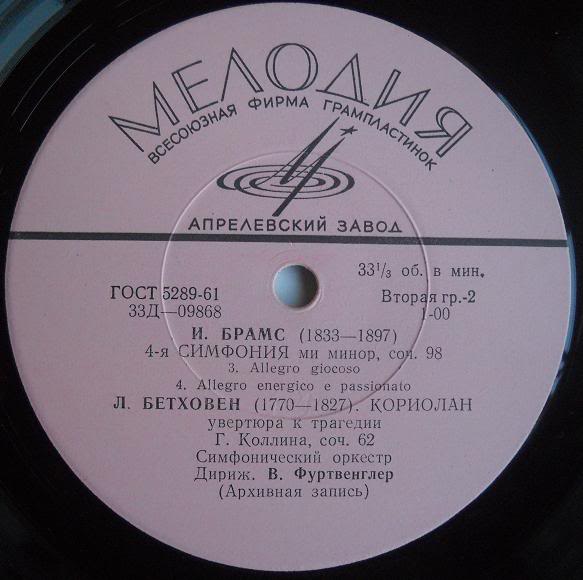 МЕЛОДИЯ
ВСЕСОЮЗНАЯ ФИРМА ГРАМПЛАСТИНОК
АПРЕЛЕВСКИЙ ЗАВОД
33 1/3 об. в мин.
ГОСТ 5289-61
Вторая гр.-2
33Д—09868
1-00
И. БРАМС (1833—1897)
4-я СИМФОНИЯ ми минор, соч. 98
3. Allegro giocoso
4. Allegro energico e passionato
Л. БЕТХОВЕН (1770—1827). КОРИОЛАН
увертюра к трагедии
Г. Коллина, соч. 62
Симфонический оркестр
Дириж. В. Фуртвенглер
(Архивная запись)